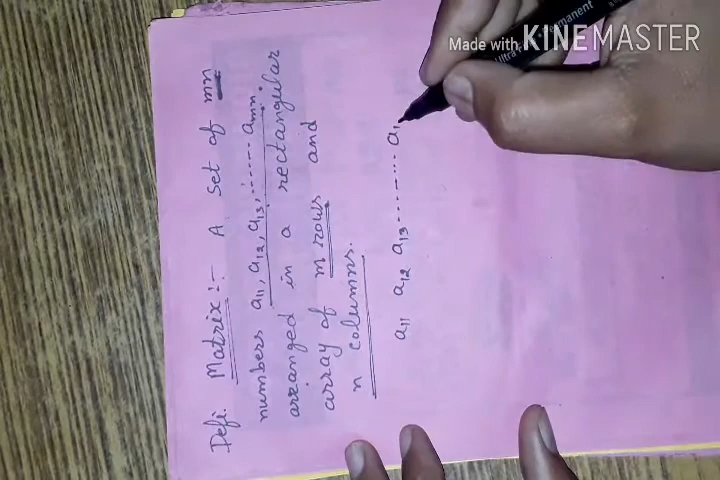 Defi. Matrix:- A set of mn
numbers a11, a12, a13, ...... amn.
arranged in a rectangular
array of m rows and
n columns.
a11 a12 a13 ........ a1
Made with KINEMASTER